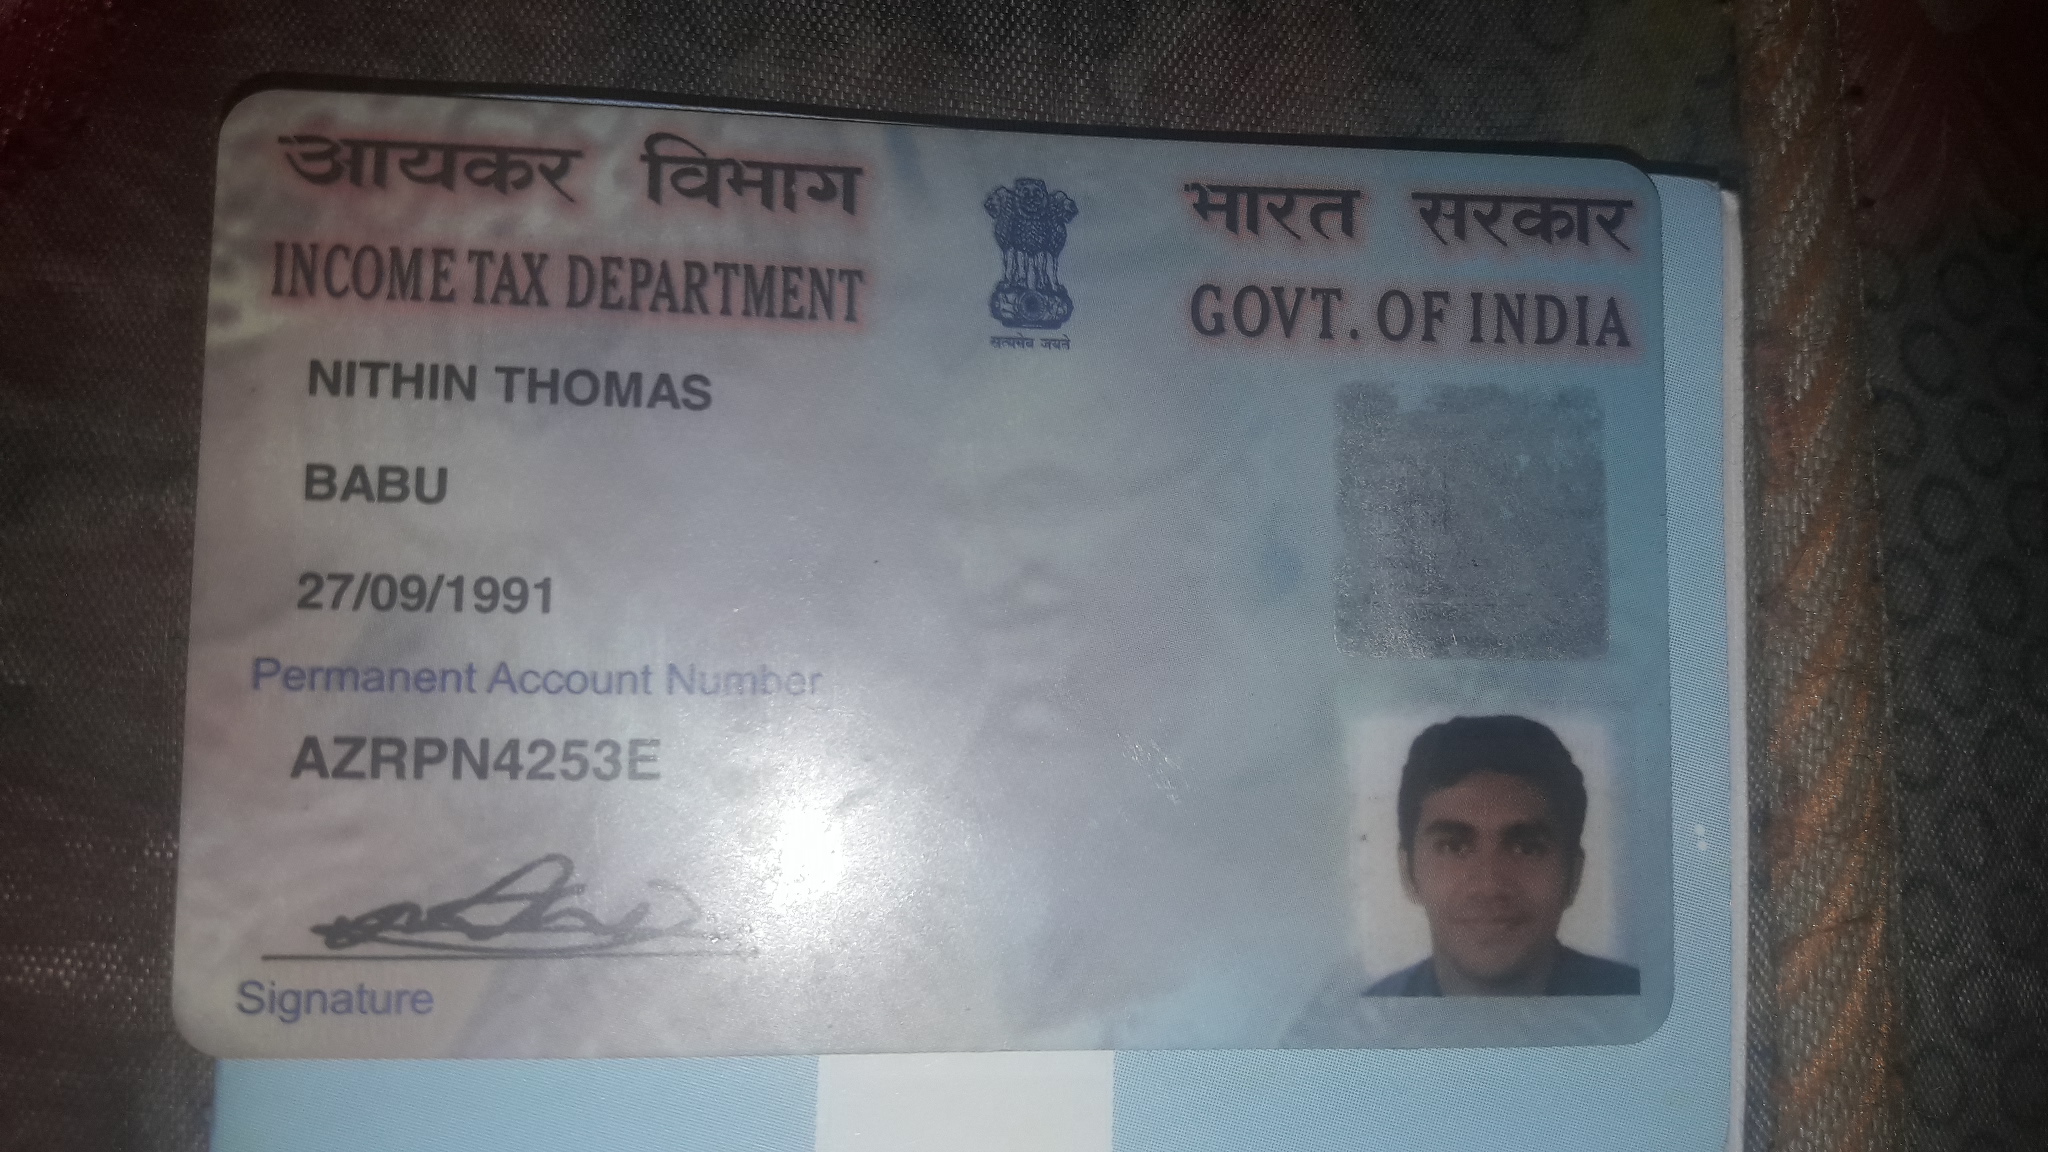 आयकर विभाग
INCOME TAX DEPARTMENT
सत्यमेव जयते
भारत सरकार
GOVT. OF INDIA
NITHIN THOMAS
BABU
27/09/1991
Permanent Account Number
AZRPN4253E
Signature